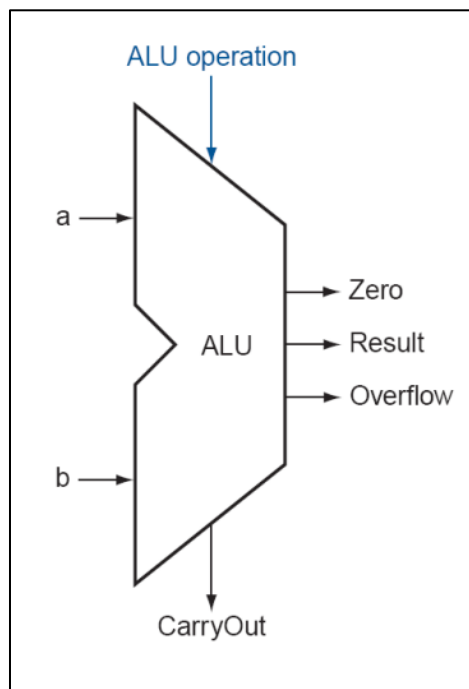 ALU operation
a
Zero
ALU
Result
Overflow
b
CarryOut